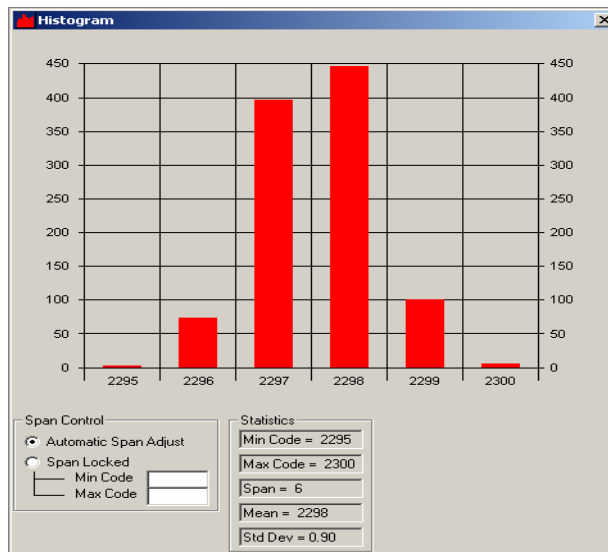 Histogram
450 450
400 400
350 350
300 300
250 250
200 200
150 150
100 100
50 50
0 0
2295 2296 2297 2298 2299 2300
Span Control
Automatic Span Adjust
Span Locked
Min Code
Max Code
Statistics
Min Code = 2295
Max Code = 2300
Span = 6
Mean = 2298
Std Dev = 0.90